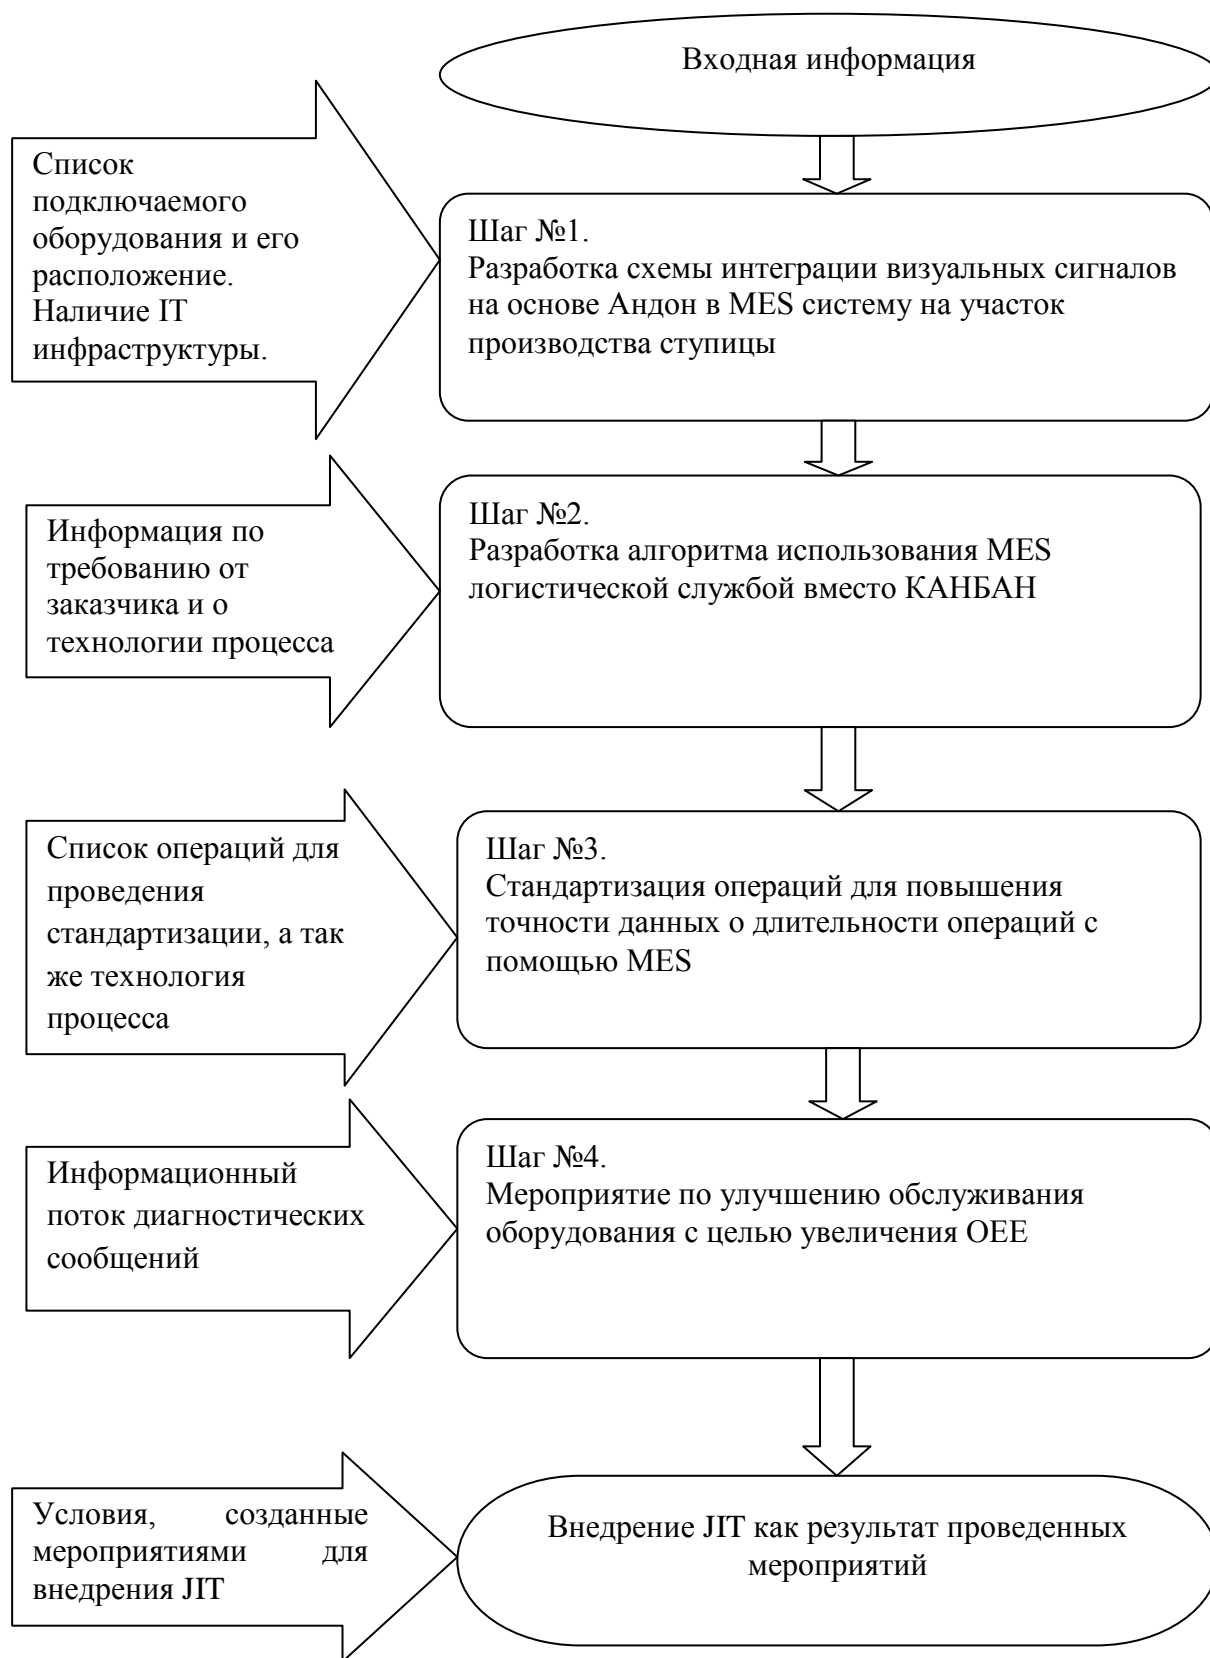 Входная информация
Список
подключаемого
оборудования и его
расположение.
Наличие IT
инфраструктуры.
Шаг №1.
Разработка схемы интеграции визуальных сигналов
на основе Андон в MES систему на участок
производства ступицы
Информация по
требованию от
заказчика и о
технологии процесса
Шаг №2.
Разработка алгоритма использования MES
логистической службой вместо КАНБАН
Список операций для
проведения
стандартизации, а так
же технология
процесса
Шаг №3.
Стандартизация операций для повышения
точности данных о длительности операций с
помощью MES
Информационный
поток диагностических
сообщений
Шаг №4.
Мероприятие по улучшению обслуживания
оборудования с целью увеличения OEE
Условия, созданные
мероприятиями для
внедрения JIT
Внедрение JIT как результат проведенных
мероприятий